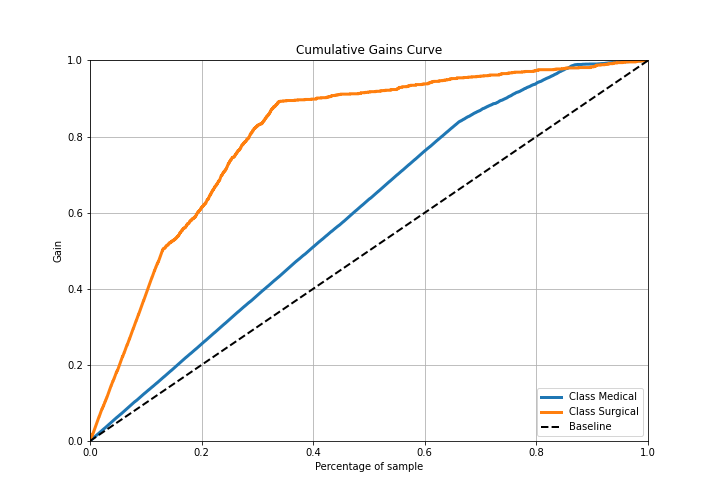 Cumulative Gains Curve
1.0
0.8
0.6
0.4
0.2
0.0
Gain
0.0 0.2 0.4 0.6 0.8 1.0
Percentage of sample
Class Medical
Class Surgical
Baseline